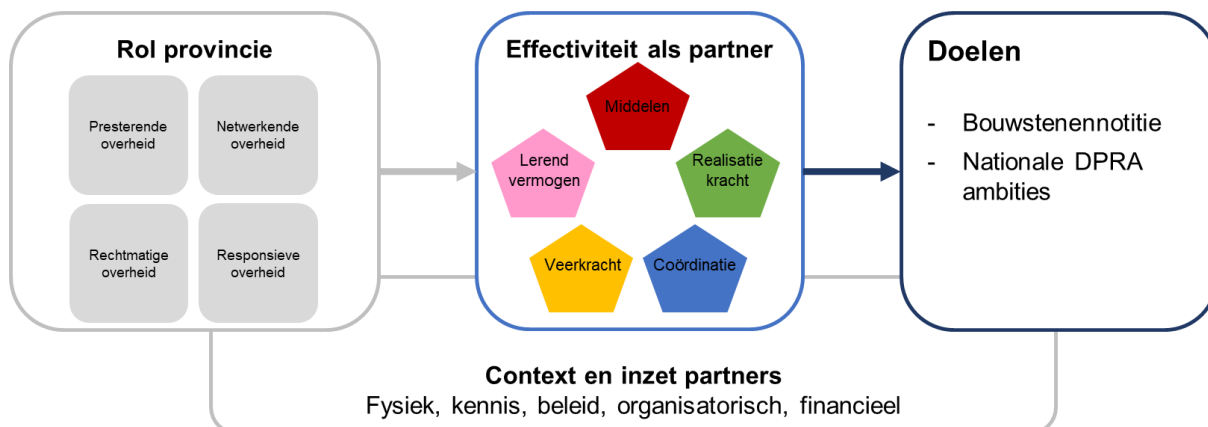 Rol provincie
Presterende
overheid
Netwerkende
overheid
Rechtmatige
overheid
Responsieve
overheid
Effectiviteit als partner
Middelen
Lerend
vermogen
Realisatie
kracht
Veerkracht
Coördinatie
Doelen
- Bouwstenennotitie
- Nationale DPRA
ambities
Context en inzet partners
Fysiek, kennis, beleid, organisatorisch, financieel